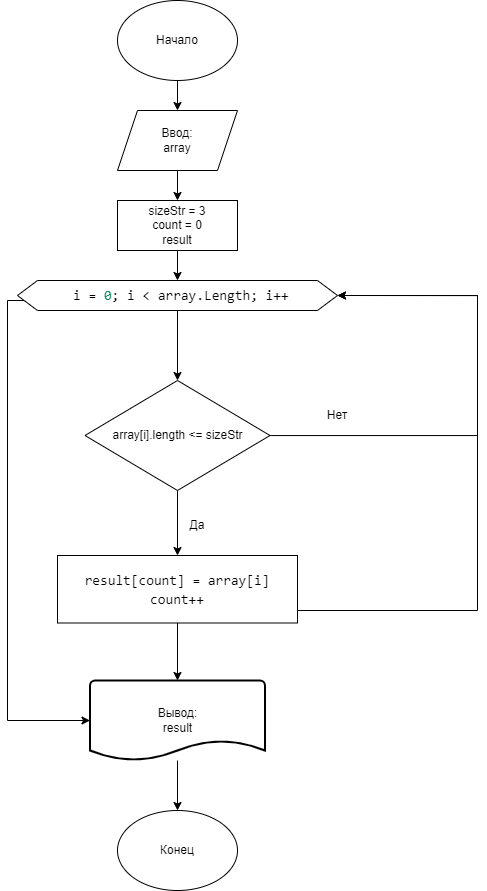 Начало
Ввод:
array
sizeStr = 3
count = 0
result
i = 0; i < array.Length; i++
array[i].length <= sizeStr
Нет
Да
result[count] = array[i]
count++
Вывод:
result
Конец